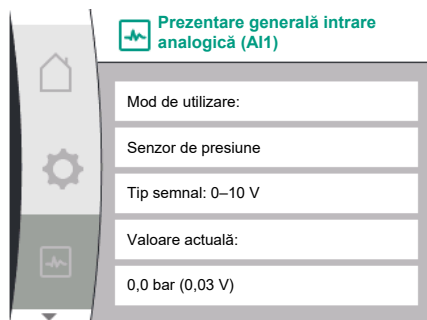 Prezentare generală intrare
analogică (AI1)
Mod de utilizare:
Senzor de presiune
Tip semnal: 0–10 V
Valoare actuală:
0,0 bar (0,03 V)